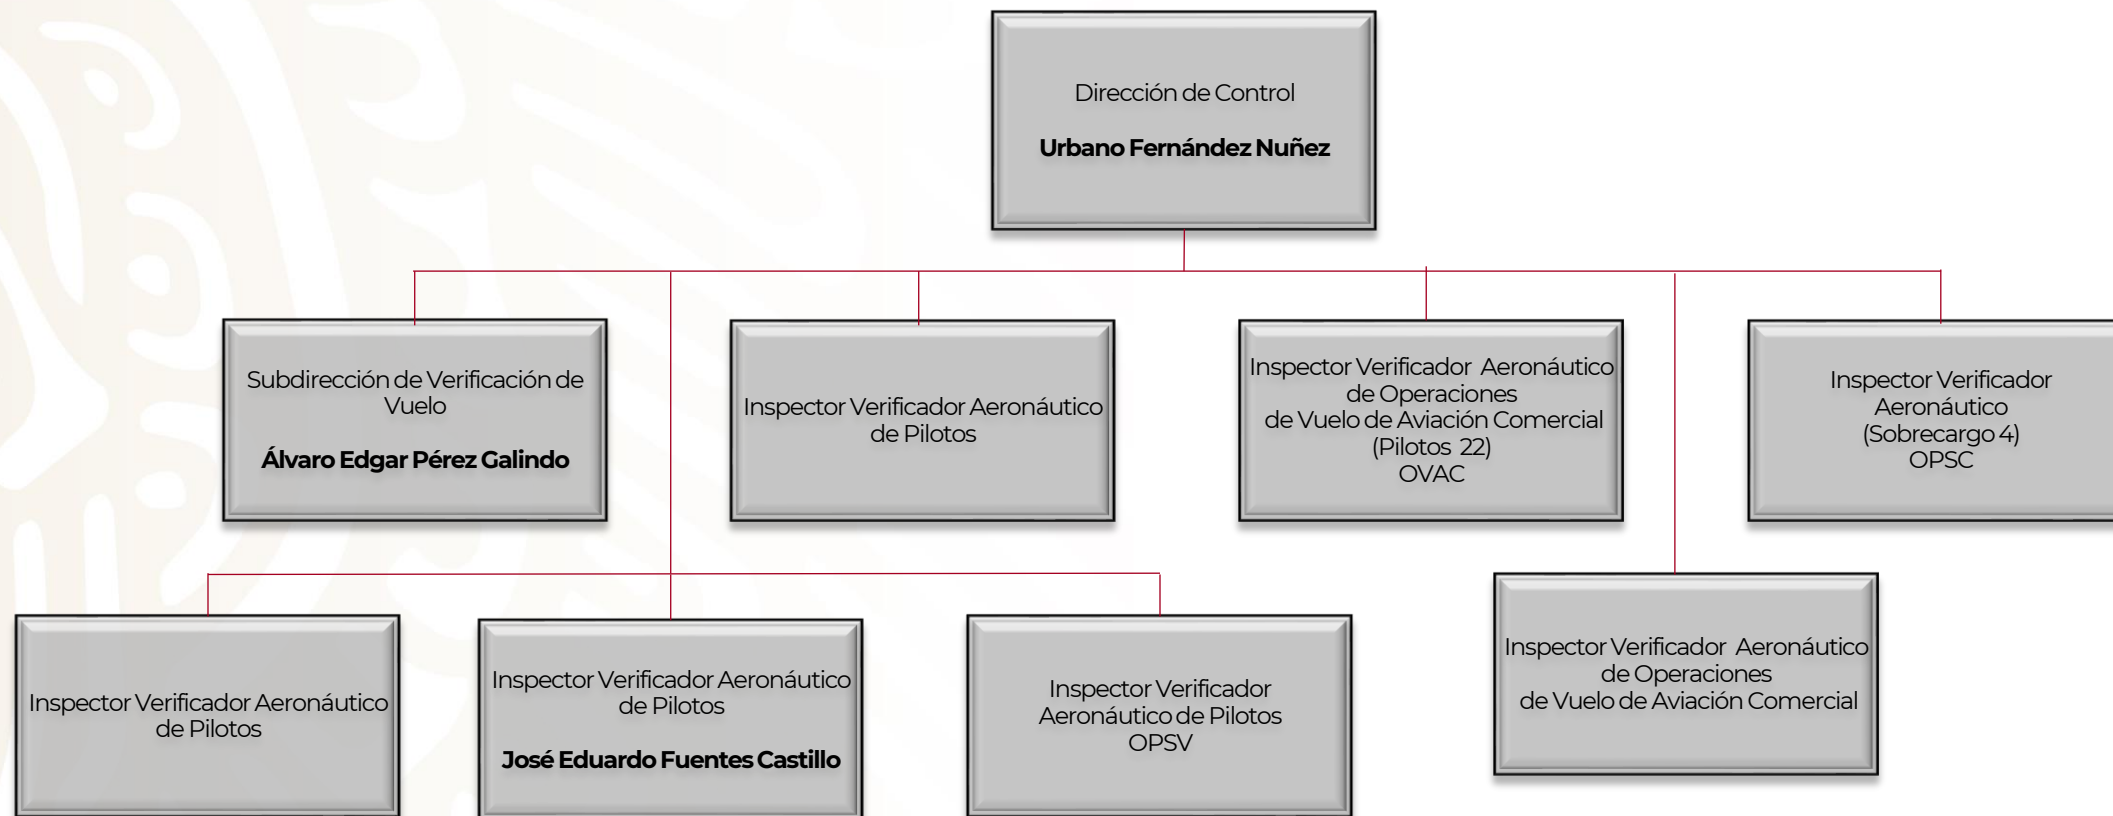 Dirección de Control
Urbano Fernández Nuñez
Subdirección de Verificación de
Vuelo
Álvaro Edgar Pérez Galindo
Inspector Verificador Aeronáutico
de Pilotos
Inspector Verificador Aeronáutico
de Operaciones
de Vuelo de Aviación Comercial
(Pilotos 22)
OVAC
Inspector Verificador
Aeronáutico
(Sobrecargo 4)
OPSC
Inspector Verificador Aeronáutico
de Pilotos
Inspector Verificador Aeronáutico
de Pilotos
José Eduardo Fuentes Castillo
Inspector Verificador
Aeronáutico de Pilotos
OPSV
Inspector Verificador Aeronáutico
de Operaciones
de Vuelo de Aviación Comercial